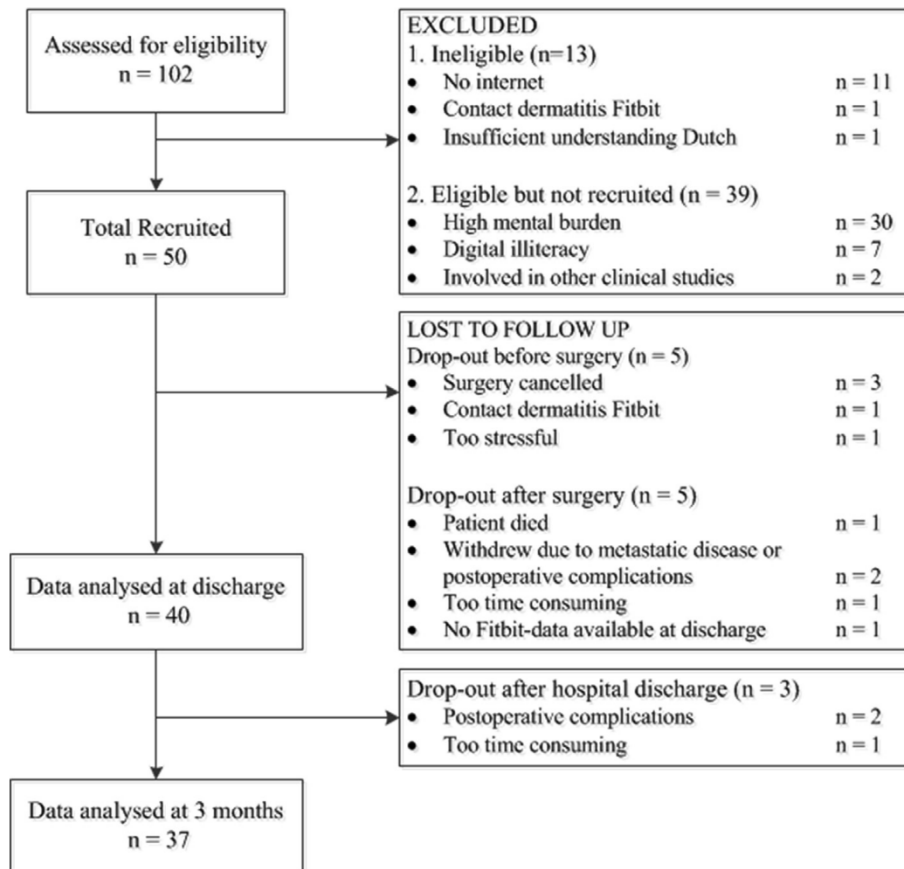 Assessed for eligibility
n = 102
EXCLUDED
1. Ineligible (n=13)
• No internet n = 11
• Contact dermatitis Fitbit n = 1
• Insufficient understanding Dutch n = 1
2. Eligible but not recruited (n = 39)
• High mental burden n = 30
• Digital illiteracy n = 7
• Involved in other clinical studies n = 2
Total Recruited
n = 50
LOST TO FOLLOW UP
Drop-out before surgery (n = 5)
• Surgery cancelled n = 3
• Contact dermatitis Fitbit n = 1
• Too stressful n = 1
Drop-out after surgery (n = 5)
• Patient died n = 1
• Withdrew due to metastatic disease or
postoperative complications n = 2
• Too time consuming n = 1
• No Fitbit-data available at discharge n = 1
Data analysed at discharge
n = 40
Drop-out after hospital discharge (n = 3)
• Postoperative complications n = 2
• Too time consuming n = 1
Data analysed at 3 months
n = 37